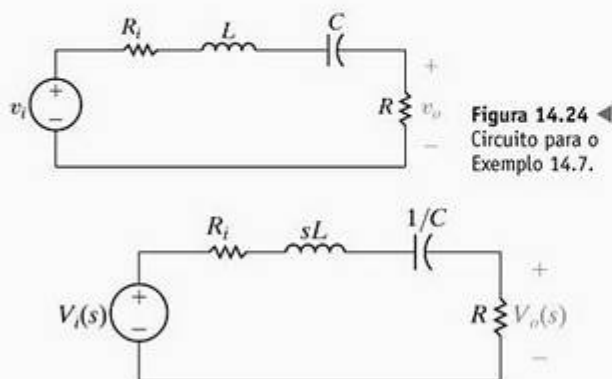 R_i L C
+
v_i + − R v_o
−
Figura 14.24 ◀
Circuito para o
Exemplo 14.7.
R_i sL 1/C
+
V_i(s) + − R V_o(s)
−